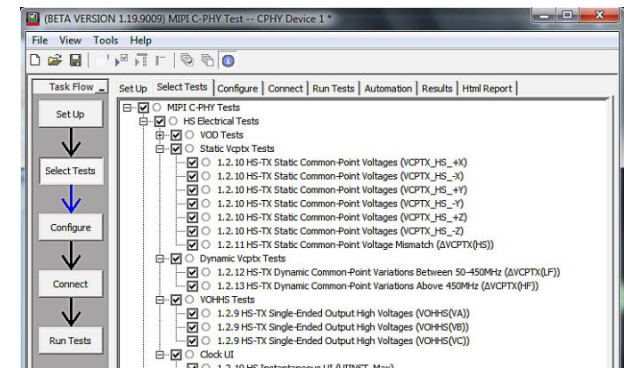 (BETA VERSION 1.19.9009) MIPI C-PHY Test -- CPHY Device 1 *
File View Tools Help
Task Flow
Set Up Select Tests Configure Connect Run Tests Automation Results Html Report
Set Up
Select Tests
Configure
Connect
Run Tests
MIPI C-PHY Tests
HS Electrical Tests
VOD Tests
Static Vcptx Tests
1.2.10 HS-TX Static Common-Point Voltages (VCPTX_HS_+X)
1.2.10 HS-TX Static Common-Point Voltages (VCPTX_HS_-X)
1.2.10 HS-TX Static Common-Point Voltages (VCPTX_HS_+Y)
1.2.10 HS-TX Static Common-Point Voltages (VCPTX_HS_-Y)
1.2.10 HS-TX Static Common-Point Voltages (VCPTX_HS_+Z)
1.2.10 HS-TX Static Common-Point Voltages (VCPTX_HS_-Z)
1.2.11 HS-TX Static Common-Point Voltage Mismatch (ΔVCPTX(HS))
Dynamic Vcptx Tests
1.2.12 HS-TX Dynamic Common-Point Variations Between 50-450MHz (ΔVCPTX(LF))
1.2.13 HS-TX Dynamic Common-Point Variations Above 450MHz (ΔVCPTX(HF))
VOHHS Tests
1.2.9 HS-TX Single-Ended Output High Voltages (VOHHS(VA))
1.2.9 HS-TX Single-Ended Output High Voltages (VOHHS(VB))
1.2.9 HS-TX Single-Ended Output High Voltages (VOHHS(VC))
Clock UI
1.2.19 HS Instantaneous UI (UIINST_Max)